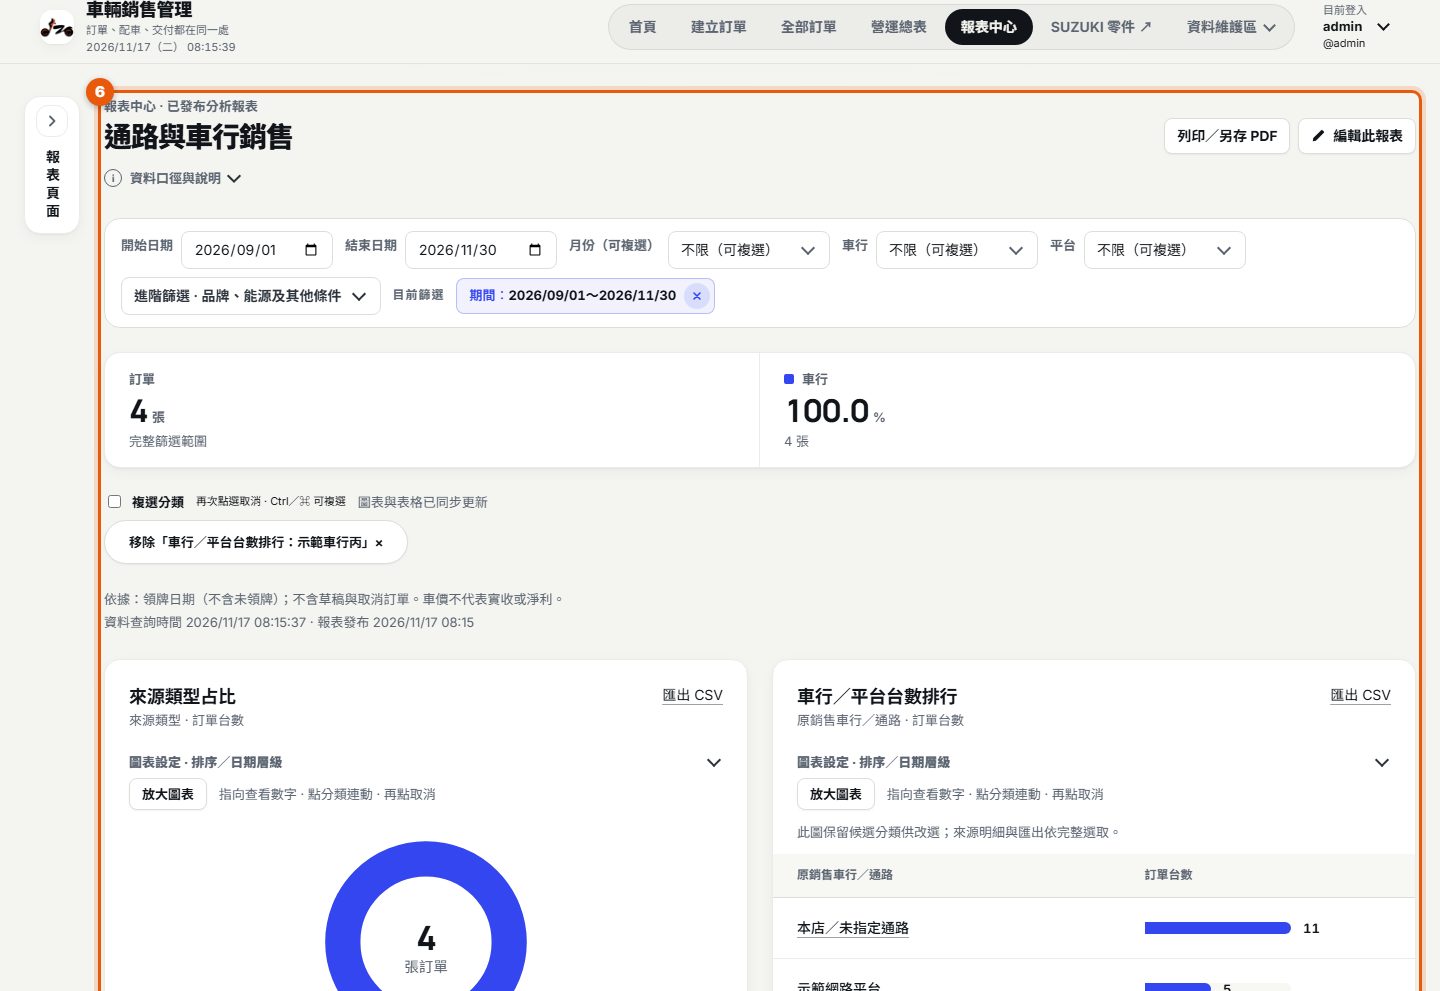 車輛銷售管理
訂單、配車、交付都在同一處
2026/11/17（二） 08:15:39
首頁
建立訂單
全部訂單
營運總表
報表中心
SUZUKI 零件 ↗
資料維護區
目前登入
admin
@admin
6
報表頁面
報表中心 · 已發布分析報表
通路與車行銷售
列印／另存 PDF
編輯此報表
資料口徑與說明
開始日期 2026/09/01 結束日期 2026/11/30 月份（可複選） 不限（可複選） 車行 不限（可複選） 平台 不限（可複選）
進階篩選 · 品牌、能源及其他條件 目前篩選 期間：2026/09/01～2026/11/30 ×
訂單
4 張
完整篩選範圍
車行
100.0 %
4 張
複選分類 再次點選取消 · Ctrl／⌘ 可複選 圖表與表格已同步更新
移除「車行／平台台數排行：示範車行丙」×
依據：領牌日期（不含未領牌）；不含草稿與取消訂單。車價不代表實收或淨利。
資料查詢時間 2026/11/17 08:15:37 · 報表發布 2026/11/17 08:15
來源類型占比
匯出 CSV
來源類型 · 訂單台數
圖表設定 · 排序／日期層級
放大圖表 指向查看數字 · 點分類連動 · 再點取消
4
張訂單
車行／平台台數排行
匯出 CSV
原銷售車行／通路 · 訂單台數
圖表設定 · 排序／日期層級
放大圖表 指向查看數字 · 點分類連動 · 再點取消
此圖保留候選分類供改選；來源明細與匯出依完整選取。
原銷售車行／通路 訂單台數
本店／未指定通路 11
示範網路平台 5